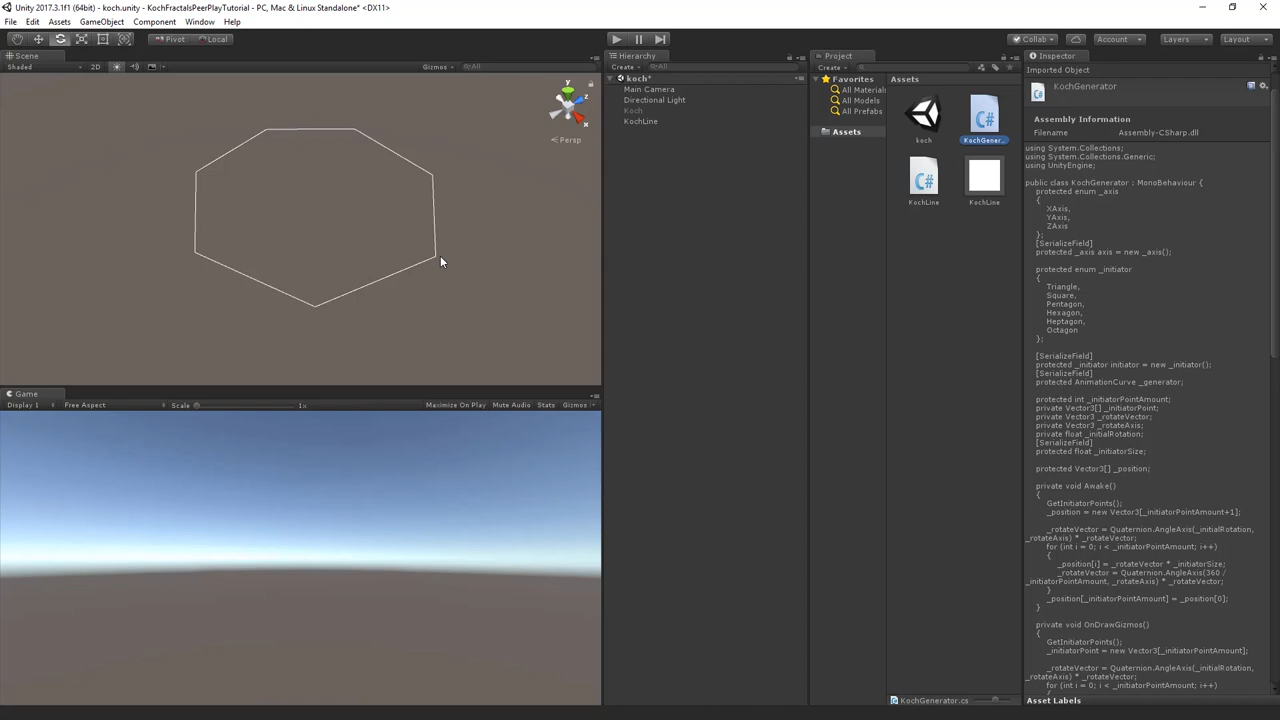 Unity 2017.3.1f1 (64bit) - koch.unity - KochFractalsPeerPlayTutorial - PC, Mac & Linux Standalone* <DX11>
File Edit Assets GameObject Component Window Help
Pivot Local Collab Account Layers Layout
Scene
Shaded 2D Gizmos All
y
z
x
Persp
Game
Display 1 Free Aspect Scale 1x Maximize On Play Mute Audio Stats Gizmos
Hierarchy
Create All
koch*
Main Camera
Directional Light
Koch
KochLine
Project
Create
Favorites
All Materials
All Models
All Prefabs
Assets
Assets
koch
KochGener...
KochLine
KochLine
KochGenerator.cs
Inspector
Imported Object
KochGenerator
Assembly Information
Filename Assembly-CSharp.dll
using System.Collections;
using System.Collections.Generic;
using UnityEngine;
public class KochGenerator : MonoBehaviour {
protected enum _axis
{
XAxis,
YAxis,
ZAxis
};
[SerializeField]
protected _axis axis = new _axis();
protected enum _initiator
{
Triangle,
Square,
Pentagon,
Hexagon,
Heptagon,
Octagon
};
[SerializeField]
protected _initiator initiator = new _initiator();
[SerializeField]
protected AnimationCurve _generator;
protected int _initiatorPointAmount;
private Vector3[] _initiatorPoint;
private Vector3 _rotateVector;
private Vector3 _rotateAxis;
private float _initialRotation;
[SerializeField]
protected float _initiatorSize;
protected Vector3[] _position;
private void Awake()
{
GetInitiatorPoints();
_position = new Vector3[_initiatorPointAmount+1];
_rotateVector = Quaternion.AngleAxis(_initialRotation,
_rotateAxis) * _rotateVector;
for (int i = 0; i < _initiatorPointAmount; i++)
{
_position[i] = _rotateVector * _initiatorSize;
_rotateVector = Quaternion.AngleAxis(360 /
_initiatorPointAmount, _rotateAxis) * _rotateVector;
}
_position[_initiatorPointAmount] = _position[0];
}
private void OnDrawGizmos()
{
GetInitiatorPoints();
_initiatorPoint = new Vector3[_initiatorPointAmount];
_rotateVector = Quaternion.AngleAxis(_initialRotation,
_rotateAxis) * _rotateVector;
for (int i = 0; i < _initiatorPointAmount; i++)
Asset Labels